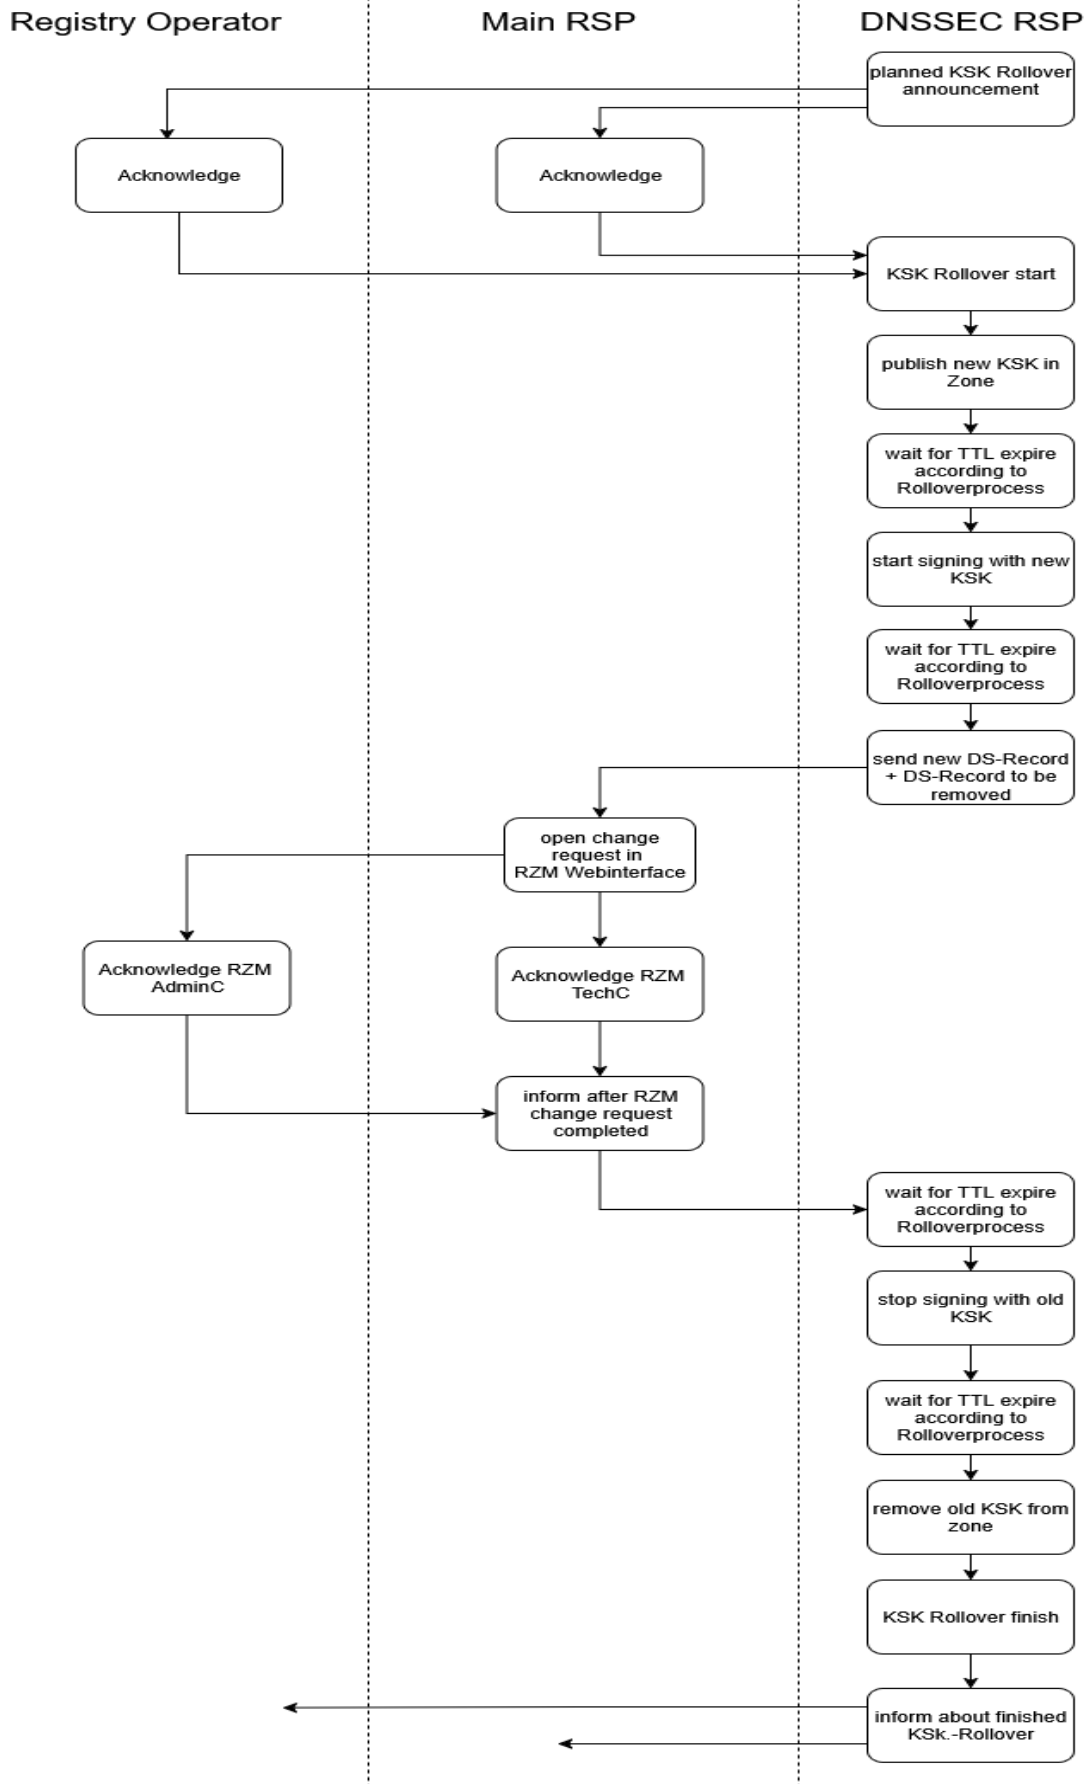 Registry Operator
Main RSP
DNSSEC RSP
planned KSK Rollover
announcement
Acknowledge
Acknowledge
KSK Rollover start
publish new KSK in
Zone
wait for TTL expire
according to
Rolloverprocess
start signing with new
KSK
wait for TTL expire
according to
Rolloverprocess
send new DS-Record
+ DS-Record to be
removed
open change
request in
RZM Webinterface
Acknowledge RZM
AdminC
Acknowledge RZM
TechC
inform after RZM
change request
completed
wait for TTL expire
according to
Rolloverprocess
stop signing with old
KSK
wait for TTL expire
according to
Rolloverprocess
remove old KSK from
zone
KSK Rollover finish
inform about finished
KSk.-Rollover